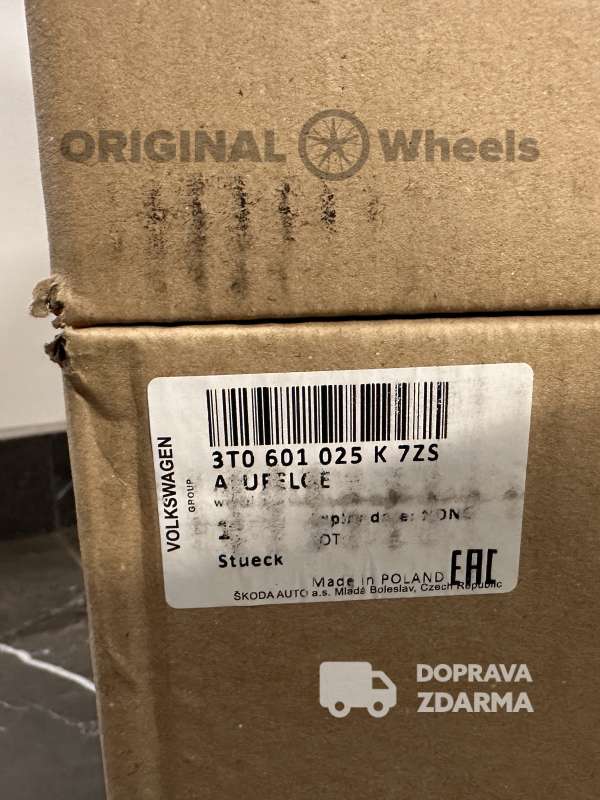 ORIGINAL Wheels
3T0 601 025 K 7ZS
VOLKSWAGEN
GROUP
Stueck
Made in POLAND
EAC
ŠKODA AUTO a.s. Mladá Boleslav, Czech Republic
DOPRAVA
ZDARMA